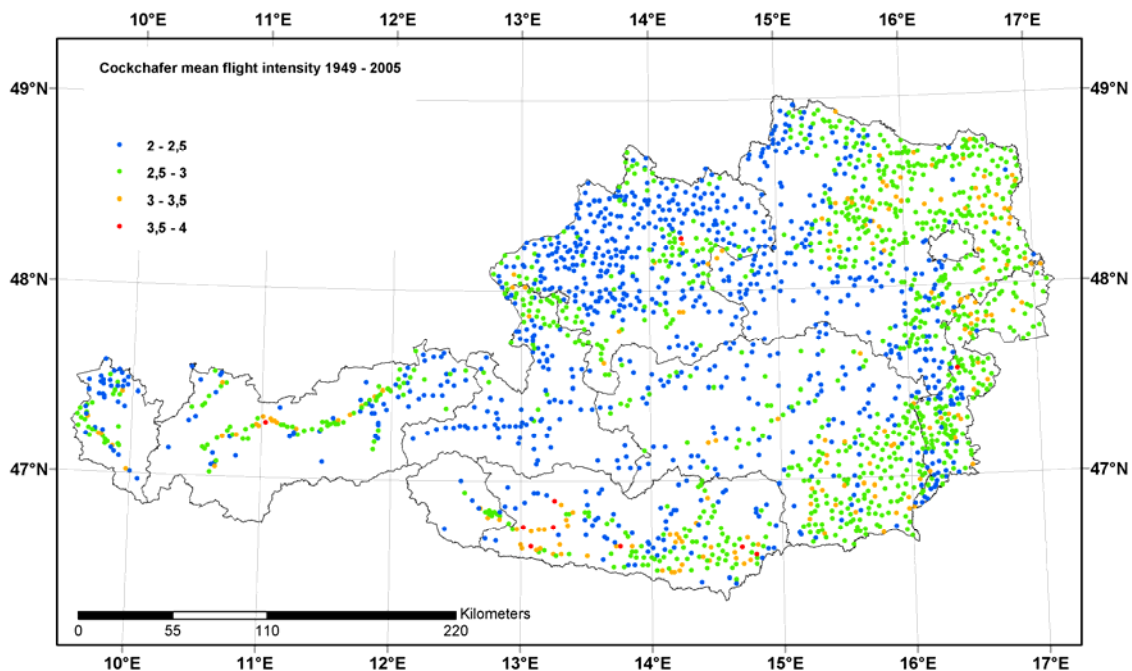 10°E 11°E 12°E 13°E 14°E 15°E 16°E 17°E
Cockchafer mean flight intensity 1949 - 2005
49°N 49°N
2 - 2,5
2,5 - 3
3 - 3,5
3,5 - 4
48°N 48°N
47°N 47°N
Kilometers
0 55 110 220
10°E 11°E 12°E 13°E 14°E 15°E 16°E 17°E